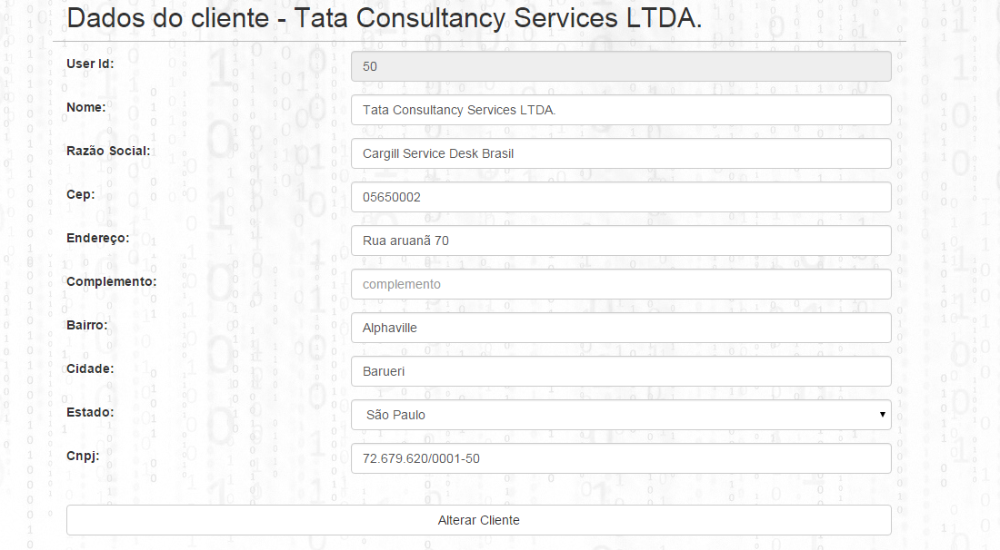 Dados do cliente - Tata Consultancy Services LTDA.
User Id: 50
Nome: Tata Consultancy Services LTDA.
Razão Social: Cargill Service Desk Brasil
Cep: 05650002
Endereço: Rua aruanã 70
Complemento: complemento
Bairro: Alphaville
Cidade: Barueri
Estado: São Paulo
Cnpj: 72.679.620/0001-50
Alterar Cliente